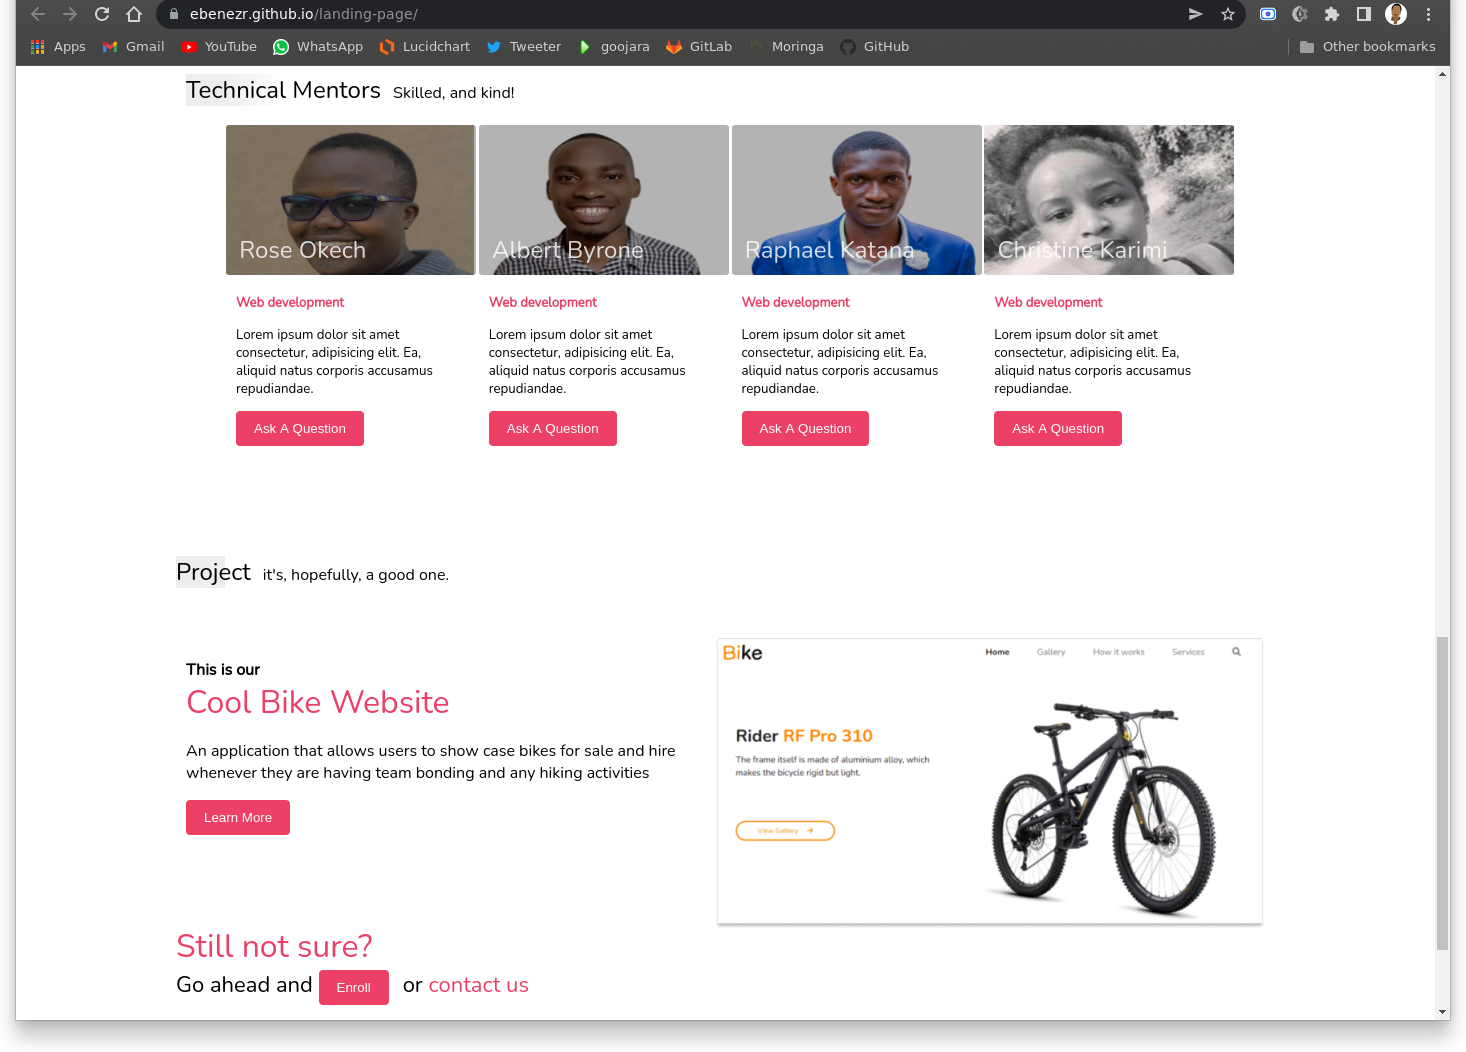 ebenezr.github.io/landing-page/
Apps Gmail YouTube WhatsApp Lucidchart Tweeter goojara GitLab Moringa GitHub Other bookmarks
Technical Mentors Skilled, and kind!
Rose Okech Albert Byrone Raphael Katana Christine Karimi
Web development Web development Web development Web development
Lorem ipsum dolor sit amet Lorem ipsum dolor sit amet Lorem ipsum dolor sit amet Lorem ipsum dolor sit amet
consectetur, adipisicing elit. Ea, consectetur, adipisicing elit. Ea, consectetur, adipisicing elit. Ea, consectetur, adipisicing elit. Ea,
aliquid natus corporis accusamus aliquid natus corporis accusamus aliquid natus corporis accusamus aliquid natus corporis accusamus
repudiandae. repudiandae. repudiandae. repudiandae.
Ask A Question Ask A Question Ask A Question Ask A Question
Project it's, hopefully, a good one.
This is our
Cool Bike Website
An application that allows users to show case bikes for sale and hire
whenever they are having team bonding and any hiking activities
Learn More
Bike Home Gallery How it works Services
Rider RF Pro 310
The frame itself is made of aluminium alloy, which
makes the bicycle rigid but light.
View Gallery
Still not sure?
Go ahead and Enroll or contact us